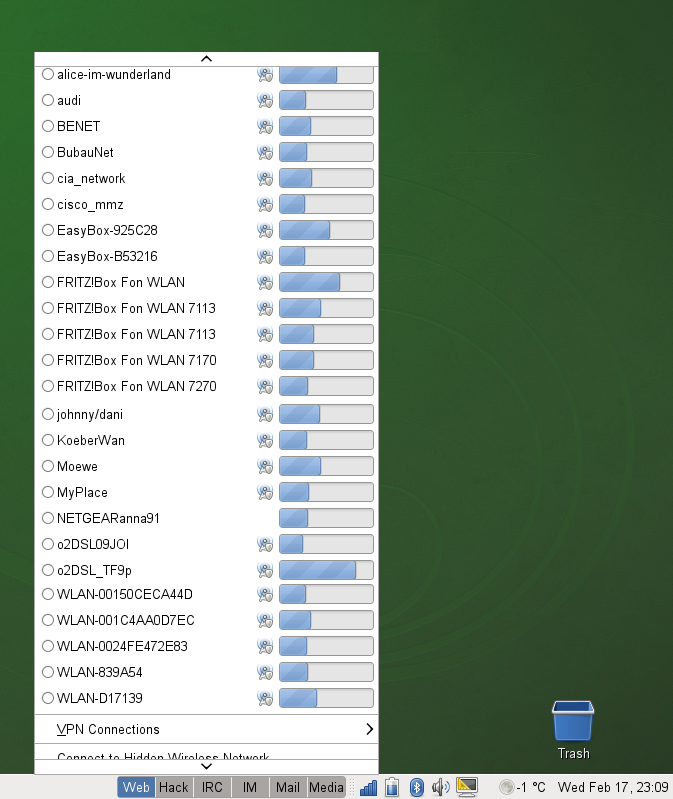 alice-im-wunderland
audi
BENET
BubauNet
cia_network
cisco_mmz
EasyBox-925C28
EasyBox-B53216
FRITZ!Box Fon WLAN
FRITZ!Box Fon WLAN 7113
FRITZ!Box Fon WLAN 7113
FRITZ!Box Fon WLAN 7170
FRITZ!Box Fon WLAN 7270
johnny/dani
KoeberWan
Moewe
MyPlace
NETGEARanna91
o2DSL09JOI
o2DSL_TF9p
WLAN-00150CECA44D
WLAN-001C4AA0D7EC
WLAN-0024FE472E83
WLAN-839A54
WLAN-D17139
VPN Connections
Connect to Hidden Wireless Network
Trash
Web Hack IRC IM Mail Media -1 °C Wed Feb 17, 23:09